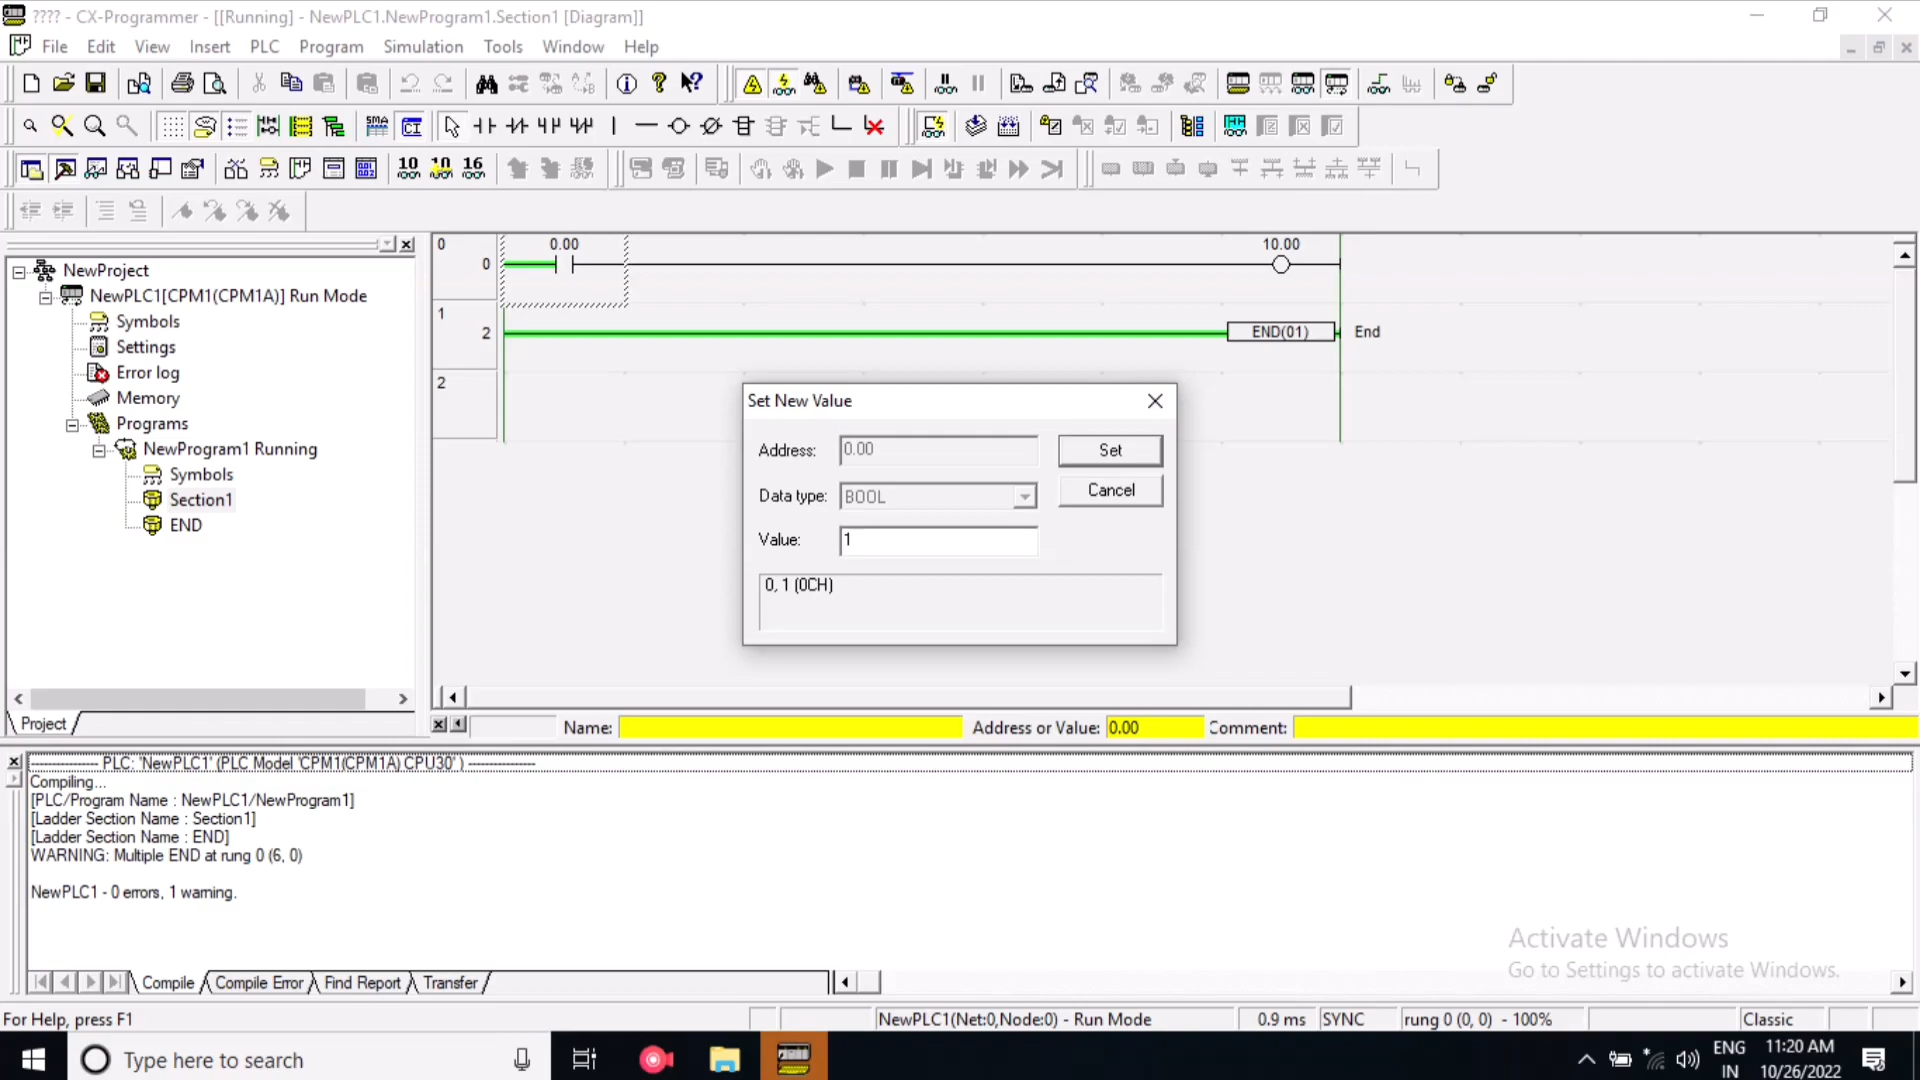 ???? - CX-Programmer - [[Running] - NewPLC1.NewProgram1.Section1 [Diagram]]
File Edit View Insert PLC Program Simulation Tools Window Help
SMA CI
10 10 16
NewProject
NewPLC1[CPM1(CPM1A)] Run Mode
Symbols
Settings
Error log
Memory
Programs
NewProgram1 Running
Symbols
Section1
END
Project
0 0.00 10.00
0
1
2 END(01) End
2
Set New Value
Address: 0.00 Set
Data type: BOOL Cancel
Value: 1
0, 1 (0CH)
Name: Address or Value: 0.00 Comment:
PLC: 'NewPLC1' (PLC Model 'CPM1(CPM1A) CPU30' )
Compiling...
[PLC/Program Name : NewPLC1/NewProgram1]
[Ladder Section Name : Section1]
[Ladder Section Name : END]
WARNING: Multiple END at rung 0 (6, 0)
NewPLC1 - 0 errors, 1 warning.
Activate Windows
Go to Settings to activate Windows.
Compile Compile Error Find Report Transfer
For Help, press F1 NewPLC1(Net:0,Node:0) - Run Mode 0.9 ms SYNC rung 0 (0, 0) - 100% Classic
Type here to search
ENG 11:20 AM
IN 10/26/2022